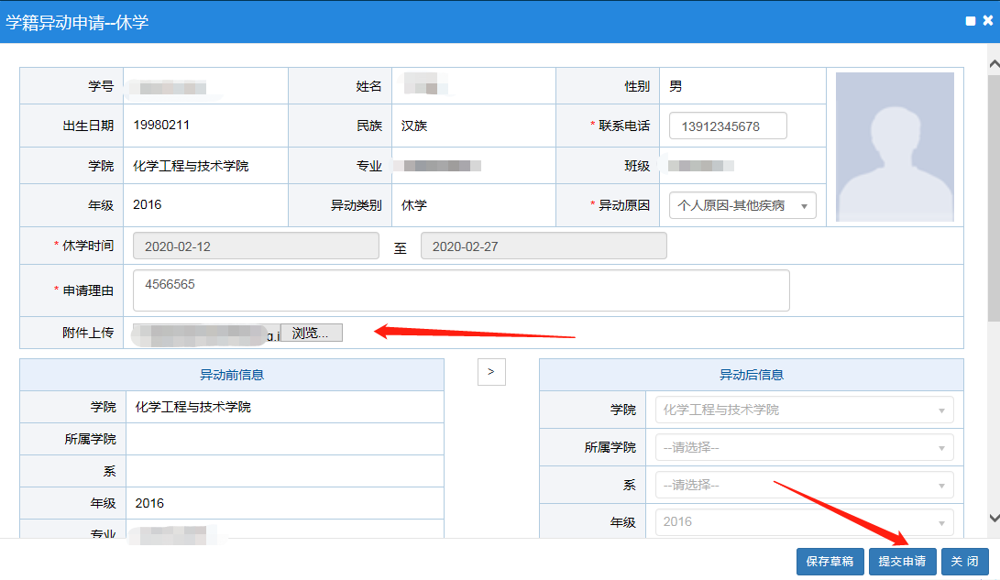 学籍异动申请--休学
学号 姓名 性别 男
出生日期 19980211 民族 汉族 * 联系电话 13912345678
学院 化学工程与技术学院 专业 班级
年级 2016 异动类别 休学 * 异动原因 个人原因-其他疾病
* 休学时间 2020-02-12 至 2020-02-27
* 申请理由 4566565
附件上传 浏览...
异动前信息 > 异动后信息
学院 化学工程与技术学院 学院 化学工程与技术学院
所属学院 所属学院 --请选择--
系 系 --请选择--
年级 2016 年级 2016
专业
保存草稿 提交申请 关 闭